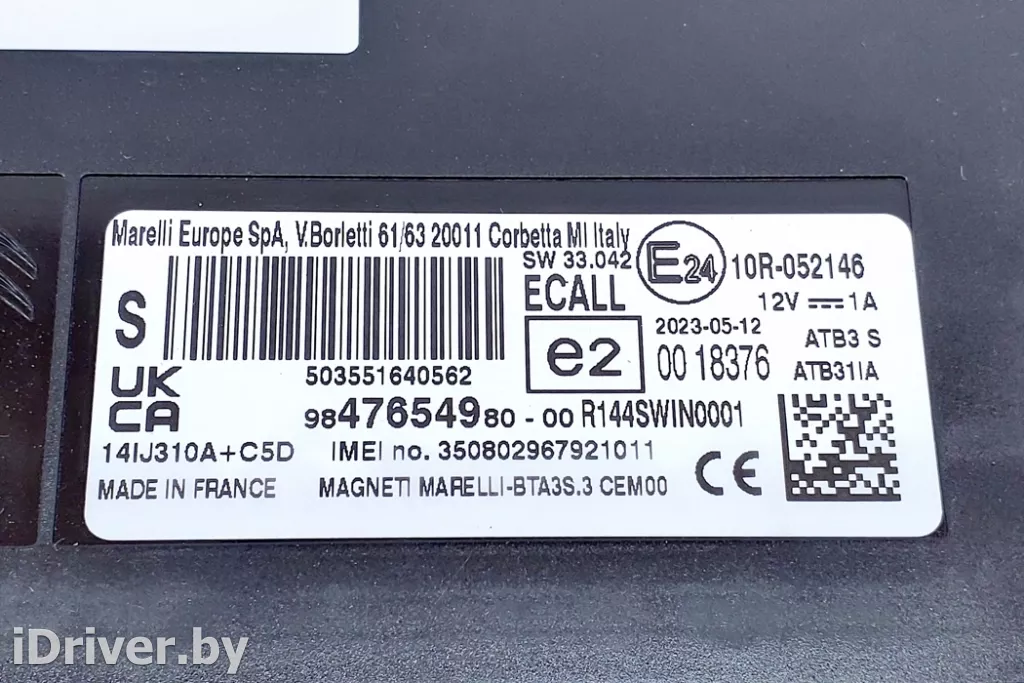 Marelli Europe SpA, V.Borletti 61/63 20011 Corbetta MI Italy
SW 33.042
E24
10R-052146
ECALL
12V ⎓ 1A
S
2023-05-12
ATB3 S
e2
00 18376
ATB31IA
503551640562
UK
CA
9847654980 - 00 R144SWIN0001
14IJ310A+C5D
IMEI no. 350802967921011
CE
MADE IN FRANCE
MAGNETI MARELLI-BTA3S.3 CEM00
iDriver.by